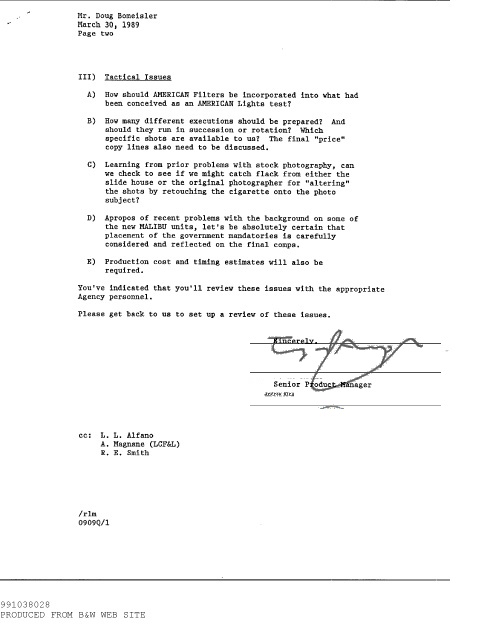 Mr. Doug Bomeisler
March 30, 1989
Page two
III) Tactical Issues
A) How should AMERICAN Filters be incorporated into what had
been conceived as an AMERICAN Lights test?
B) How many different executions should be prepared? And
should they run in succession or rotation? Which
specific shots are available to us? The final "price"
copy lines also need to be discussed.
C) Learning from prior problems with stock photography, can
we check to see if we might catch flack from either the
slide house or the original photographer for "altering"
the shots by retouching the cigarette onto the photo
subject?
D) Apropos of recent problems with the background on some of
the new MALIBU units, let's be absolutely certain that
placement of the government mandatories is carefully
considered and reflected on the final comps.
E) Production cost and timing estimates will also be
required.
You've indicated that you'll review these issues with the appropriate
Agency personnel.
Please get back to us to set up a review of these issues.
Sincerely,
Senior Product Manager
cc: L. L. Alfano
A. Magnane (LCF&L)
R. E. Smith
/rlm
0909Q/1
991038028
PRODUCED FROM B&W WEB SITE